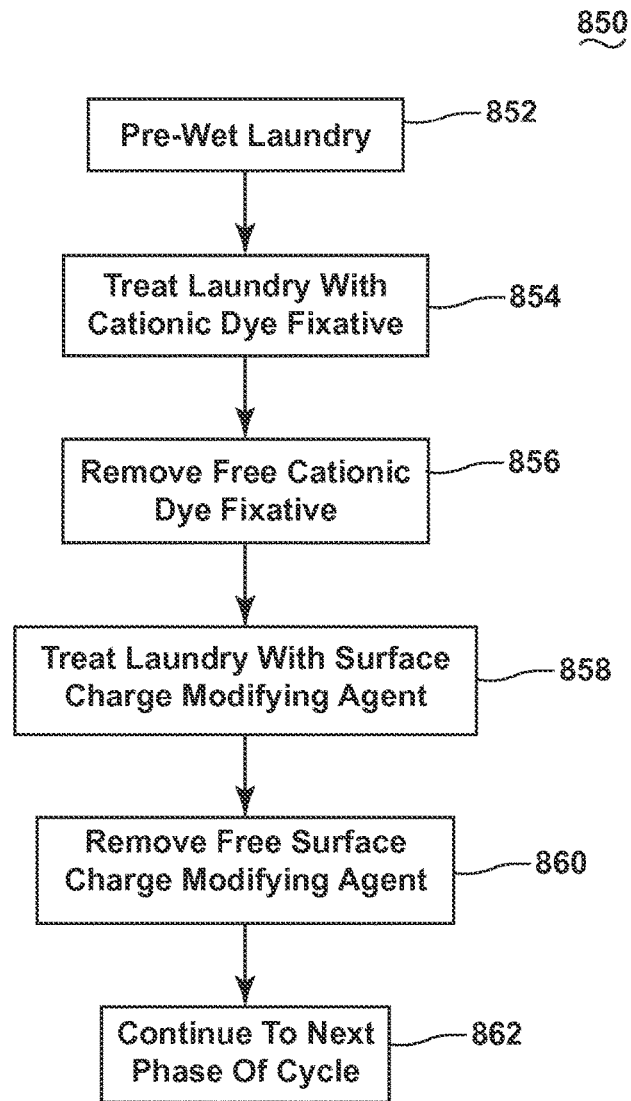 850
Pre-Wet Laundry
852
Treat Laundry With
Cationic Dye Fixative
854
Remove Free Cationic
Dye Fixative
856
Treat Laundry With Surface
Charge Modifying Agent
858
Remove Free Surface
Charge Modifying Agent
860
Continue To Next
Phase Of Cycle
862